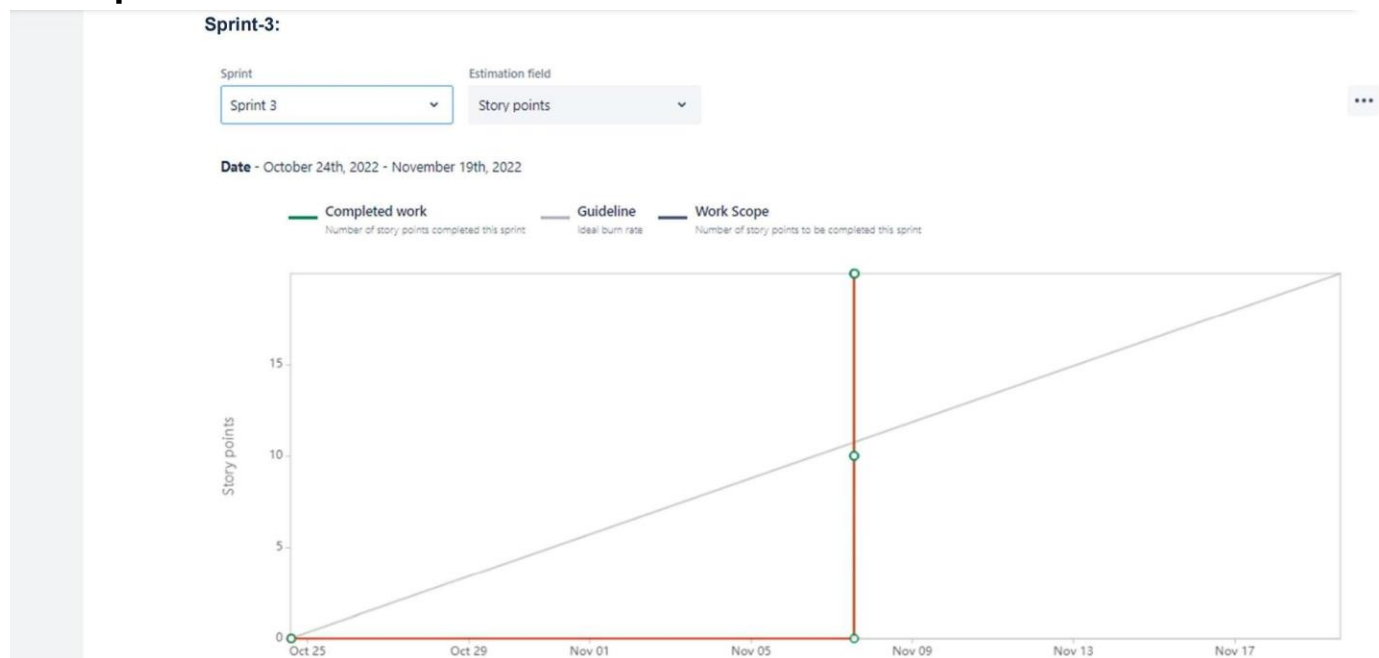 Sprint-3:
Sprint Estimation field
Sprint 3 Story points
Date - October 24th, 2022 - November 19th, 2022
Completed work Guideline Work Scope
Number of story points completed this sprint Ideal burn rate Number of story points to be completed this sprint
15
10
5
0
Story points
Oct 25 Oct 29 Nov 01 Nov 05 Nov 09 Nov 13 Nov 17